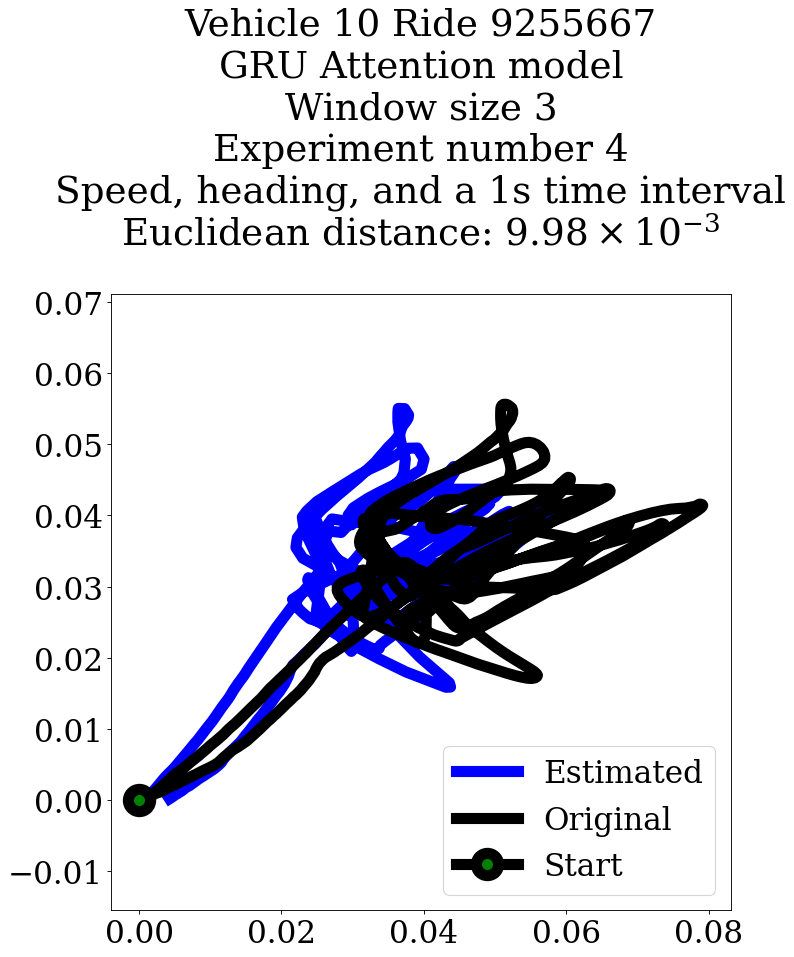 Vehicle 10 Ride 9255667
GRU Attention model
Window size 3
Experiment number 4
Speed, heading, and a 1s time interval
Euclidean distance: 9.98 × 10⁻³
0.07
0.06
0.05
0.04
0.03
0.02
0.01
0.00
−0.01
0.00 0.02 0.04 0.06 0.08
Estimated
Original
Start